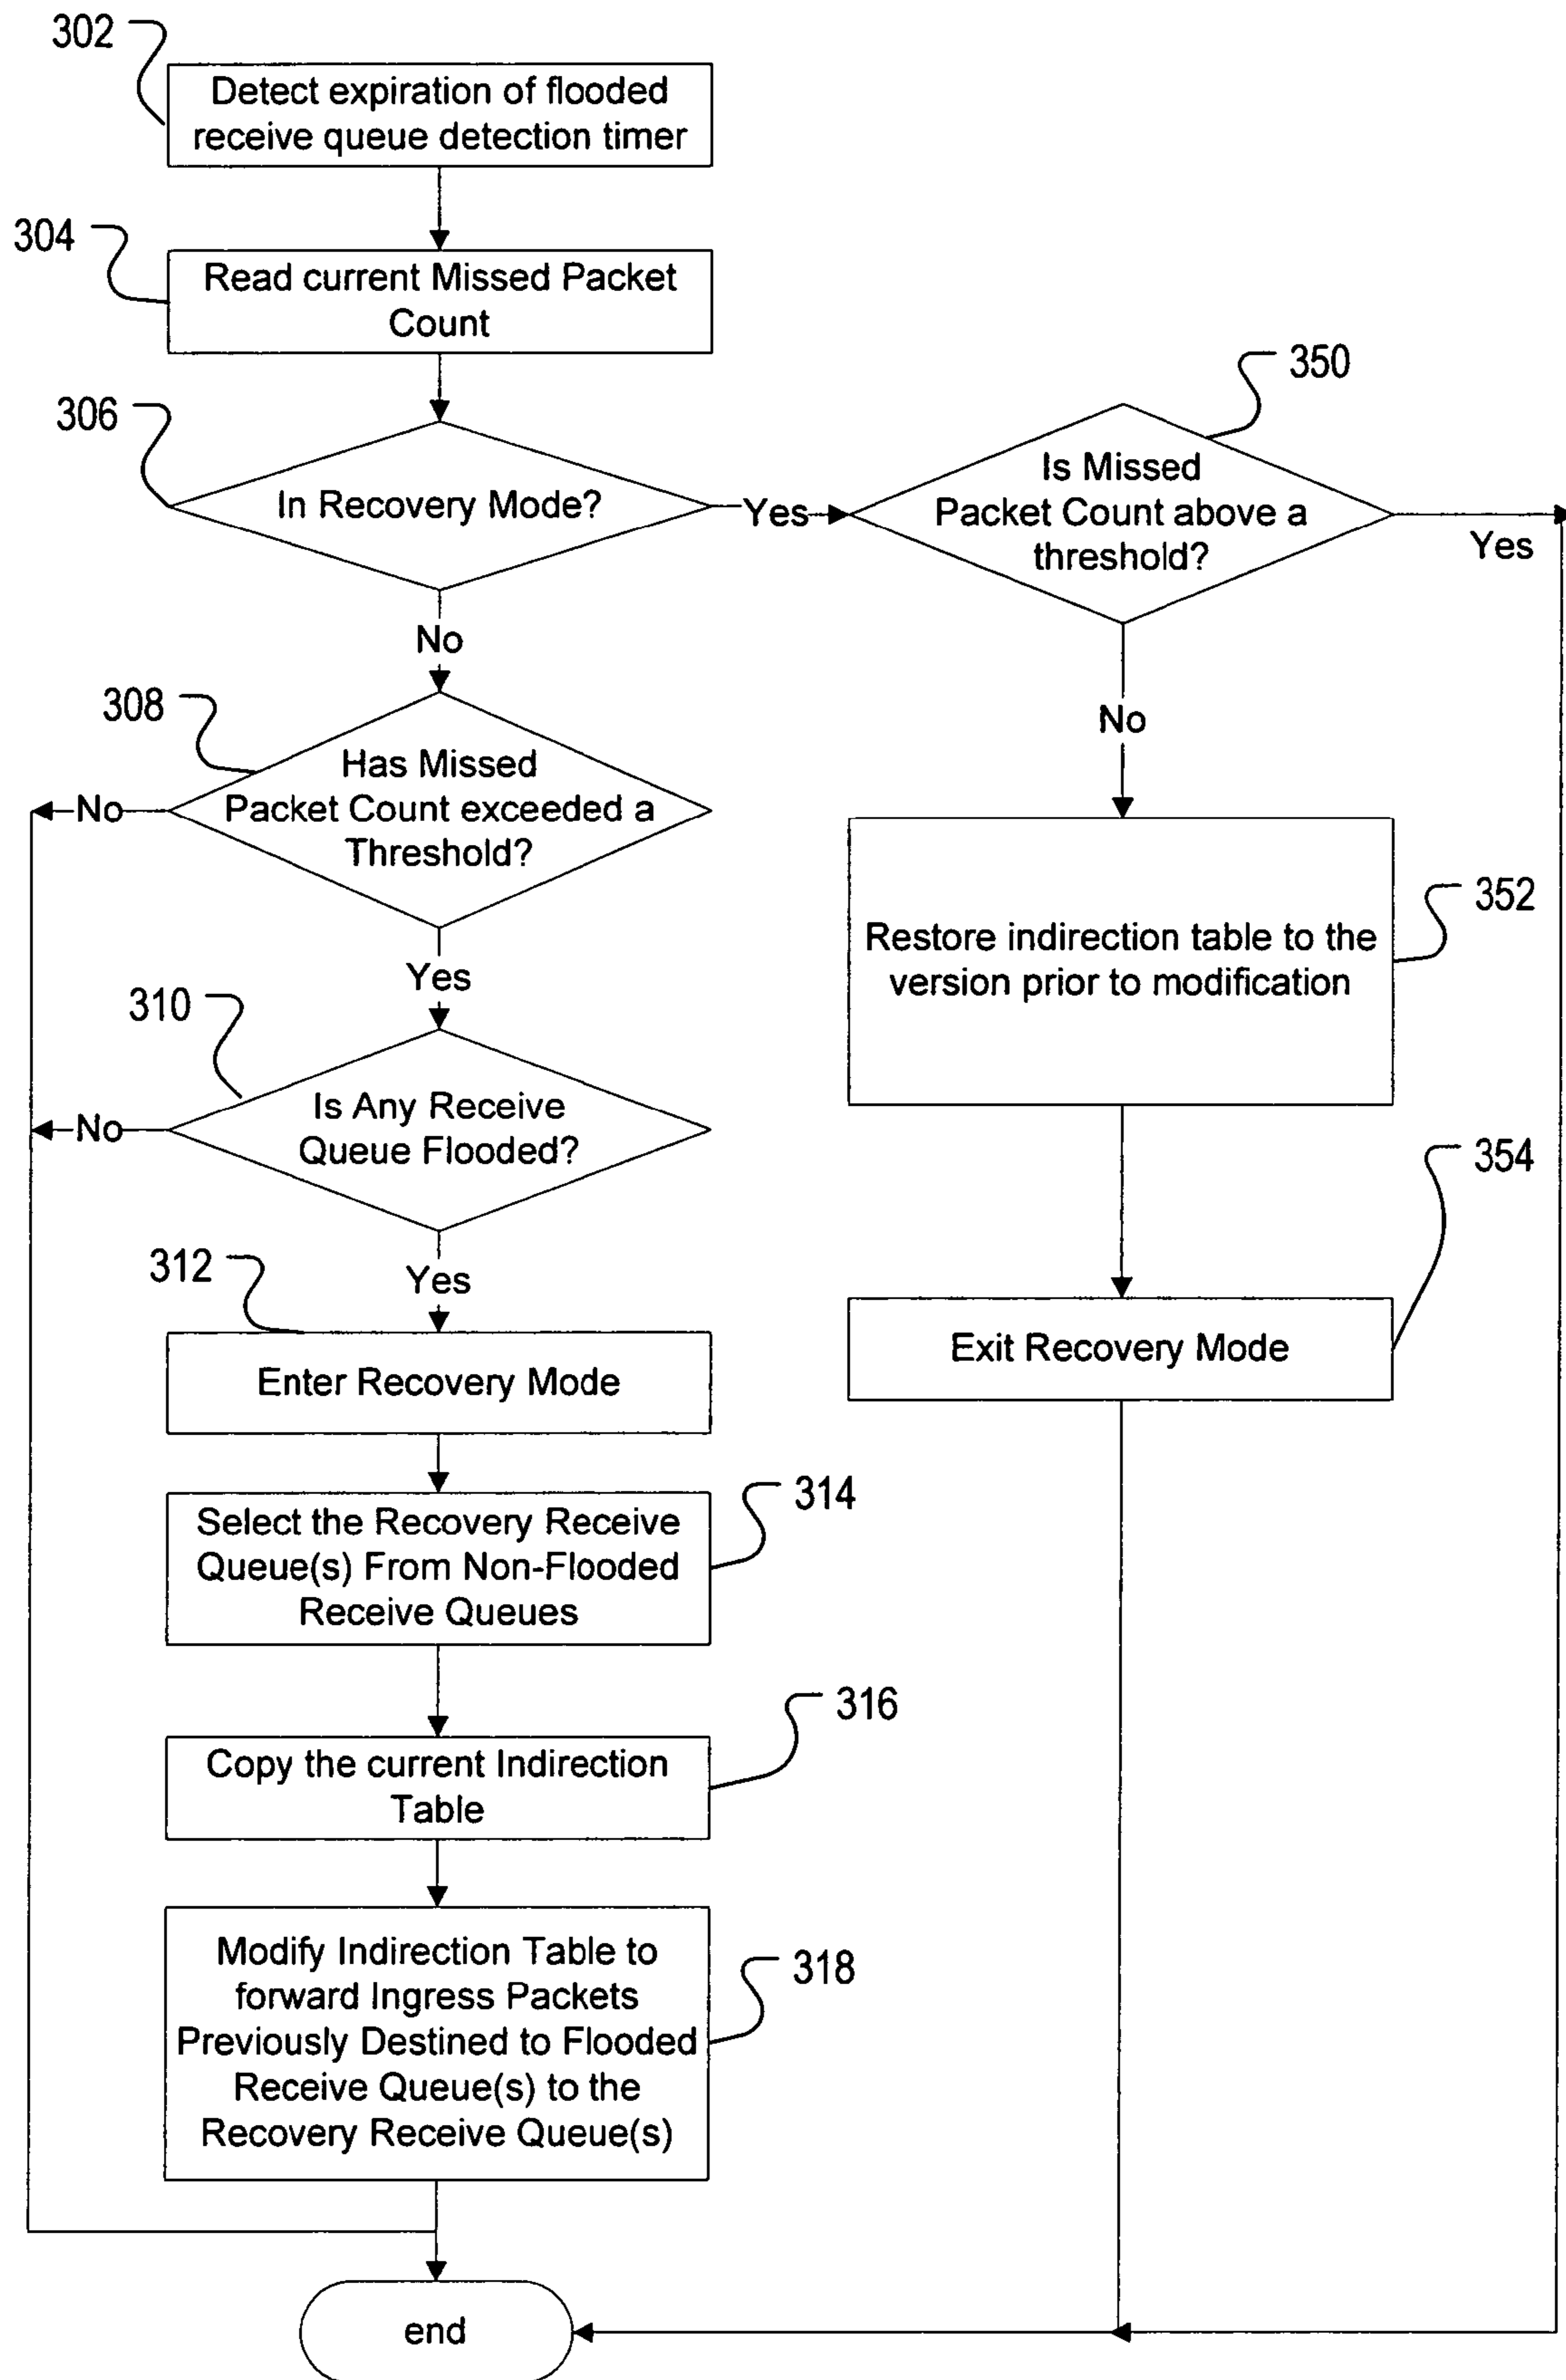 302
Detect expiration of flooded
receive queue detection timer
304
Read current Missed Packet
Count
306
In Recovery Mode?
Yes
350
Is Missed
Packet Count above a
threshold?
Yes
No
No
308
Has Missed
Packet Count exceeded a
Threshold?
No
Yes
352
Restore indirection table to the
version prior to modification
310
Is Any Receive
Queue Flooded?
No
Yes
354
Exit Recovery Mode
312
Enter Recovery Mode
314
Select the Recovery Receive
Queue(s) From Non-Flooded
Receive Queues
316
Copy the current Indirection
Table
318
Modify Indirection Table to
forward Ingress Packets
Previously Destined to Flooded
Receive Queue(s) to the
Recovery Receive Queue(s)
end